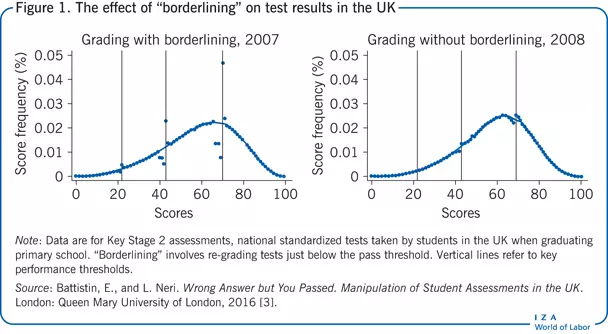 Figure 1. The effect of “borderlining” on test results in the UK
Grading with borderlining, 2007
Score frequency (%)
0.05
0.04
0.03
0.02
0.01
0
0 20 40 60 80 100
Scores
Grading without borderlining, 2008
Score frequency (%)
0.05
0.04
0.03
0.02
0.01
0
0 20 40 60 80 100
Scores
Note: Data are for Key Stage 2 assessments, national standardized tests taken by students in the UK when graduating
primary school. “Borderlining” involves re-grading tests just below the pass threshold. Vertical lines refer to key
performance thresholds.
Source: Battistin, E., and L. Neri. Wrong Answer but You Passed. Manipulation of Student Assessments in the UK.
London: Queen Mary University of London, 2016 [3].
I Z A
World of Labor